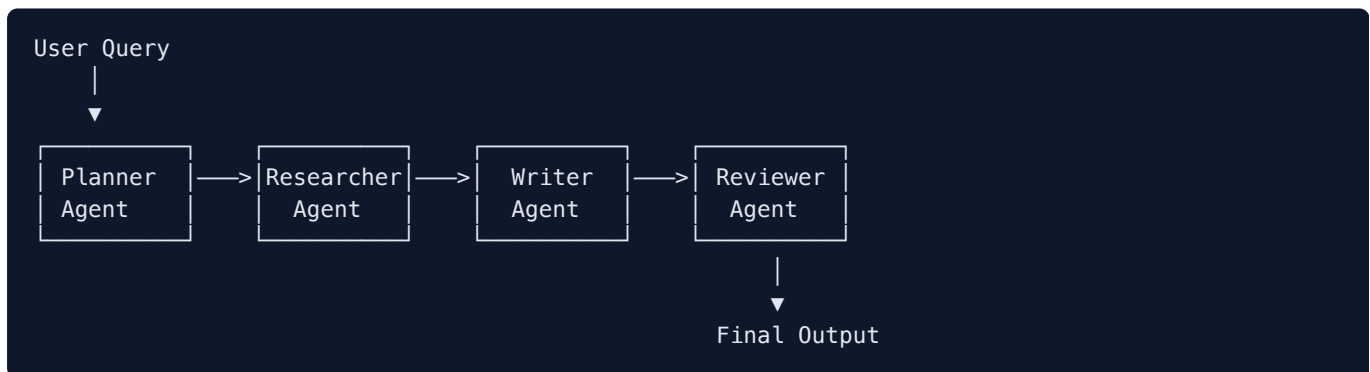 User Query
Planner Researcher Writer Reviewer
Agent Agent Agent Agent
Final Output